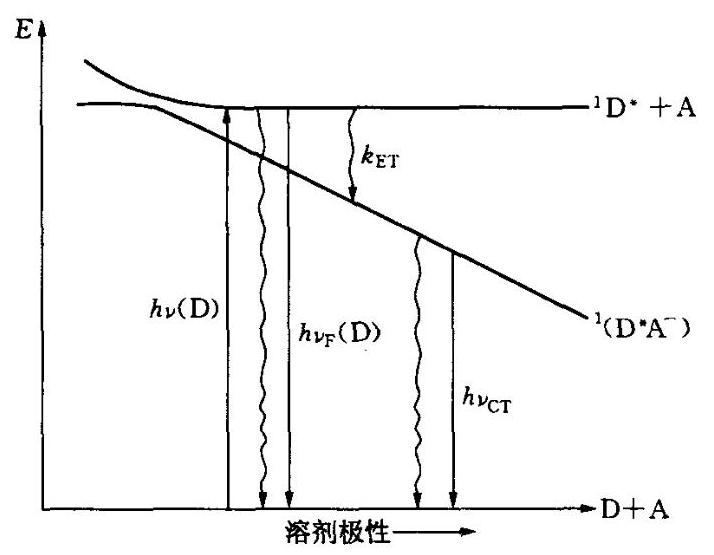 E
¹D* + A
k_ET
hν(D)
hν_F(D)
¹(D*A⁻)
hν_CT
D+A
溶剂极性